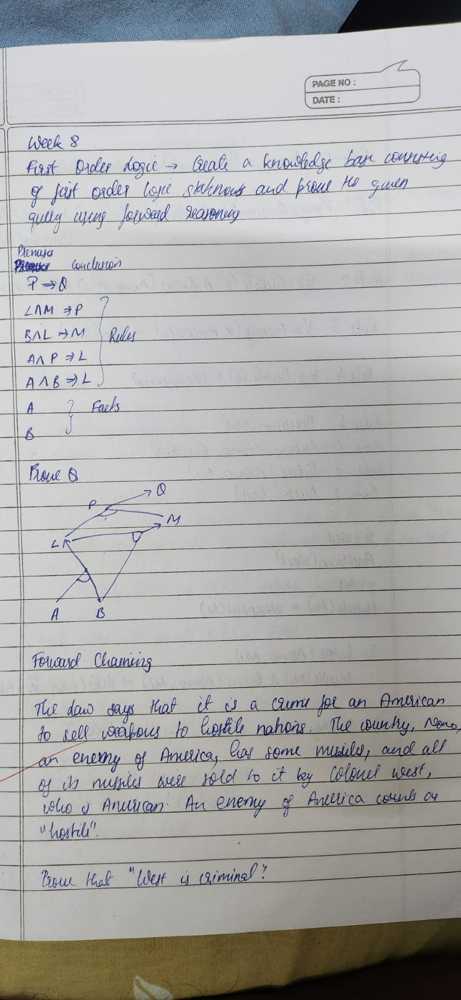 PAGE NO :
DATE :
Week 8
First Order Logic → Create a knowledge base consisting
of first order logic statements and prove the given
query using forward reasoning
Premises
Conclusion
P ⇒ Q
L∧M ⇒ P
B∧L ⇒ M
Rules
A∧P ⇒ L
A∧B ⇒ L
A
Facts
B
Prove Q
Q
P
M
L
A B
Forward Chaining
The law says that it is a crime for an American
to sell weapons to hostile nations. The country, Nono,
an enemy of America, has some missiles, and all
of its missiles were sold to it by Colonel West,
who is American. An enemy of America counts as
"hostile".
Prove that "West is criminal"